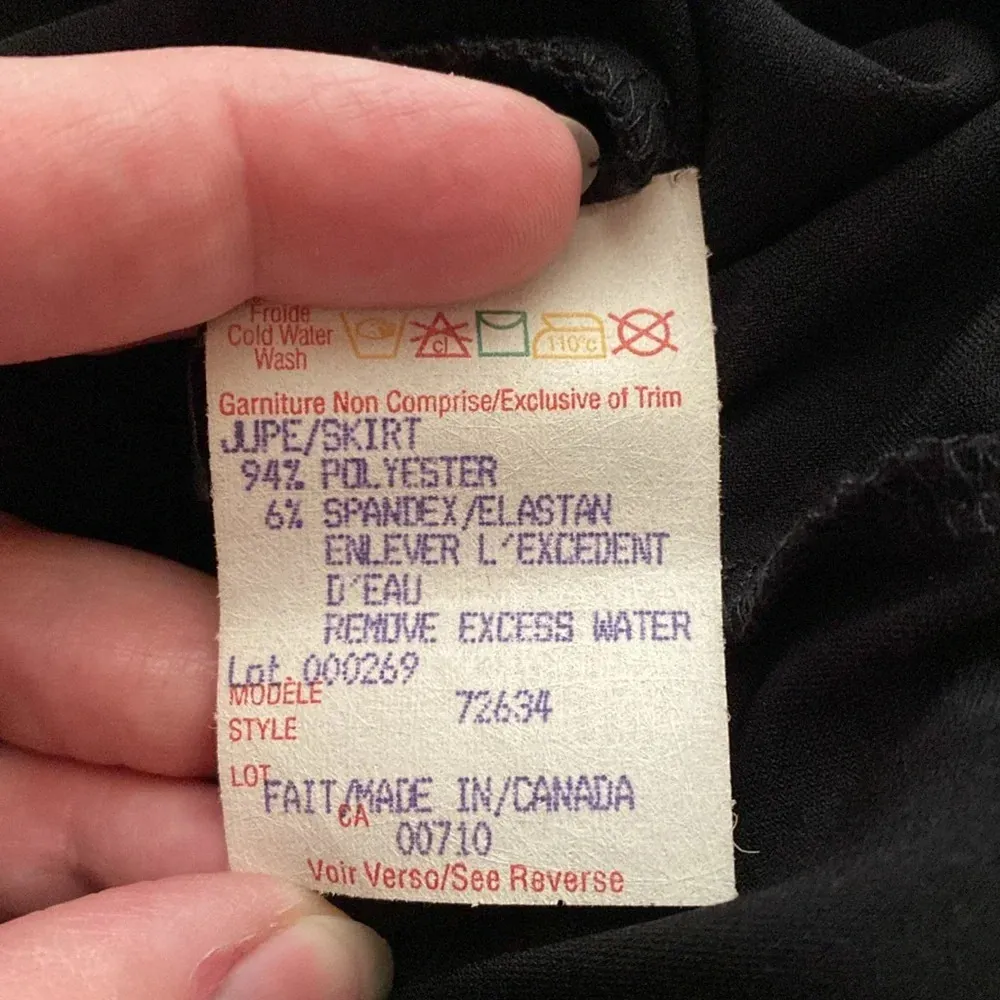 Froide
Cold Water
Wash
cl
110°c
Garniture Non Comprise/Exclusive of Trim
JUPE/SKIRT
94% POLYESTER
6% SPANDEX/ELASTAN
ENLEVER L'EXCEDENT
D'EAU
REMOVE EXCESS WATER
Lot 000269
MODÈLE
72634
STYLE
LOT
FAIT/MADE IN/CANADA
CA
00710
Voir Verso/See Reverse